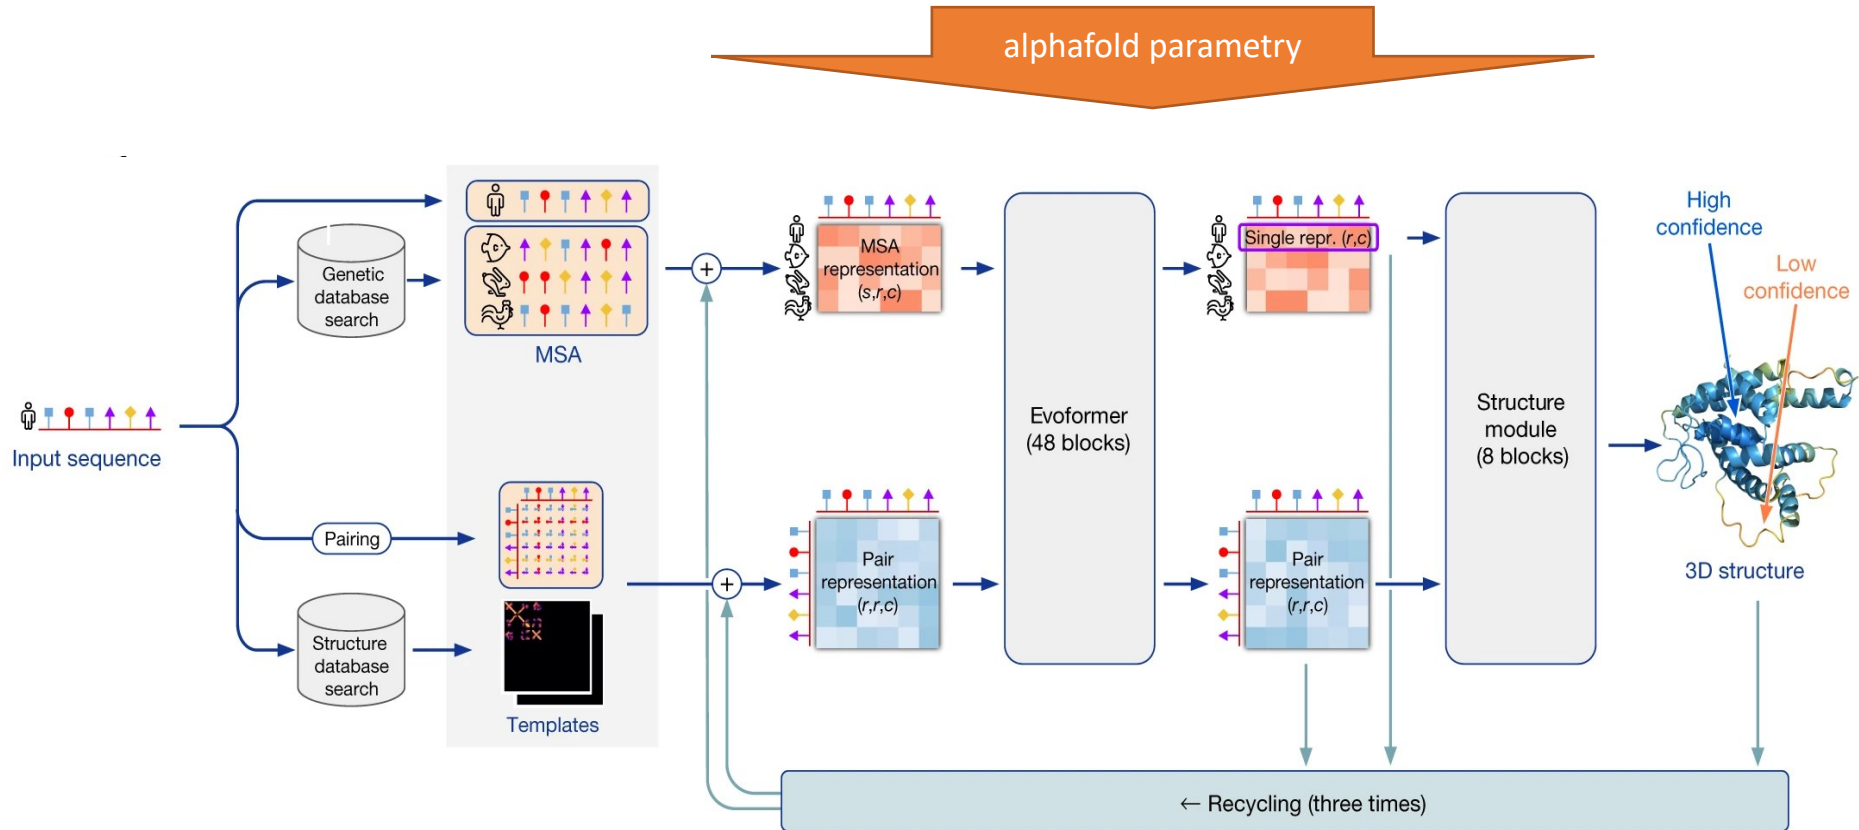 alphafold parametry
High
confidence
Low
confidence
Genetic
database
search
MSA
MSA
representation
(s,r,c)
Single repr. (r,c)
Input sequence
Evoformer
(48 blocks)
Structure
module
(8 blocks)
Pairing
Pair
representation
(r,r,c)
Pair
representation
(r,r,c)
3D structure
Structure
database
search
Templates
← Recycling (three times)